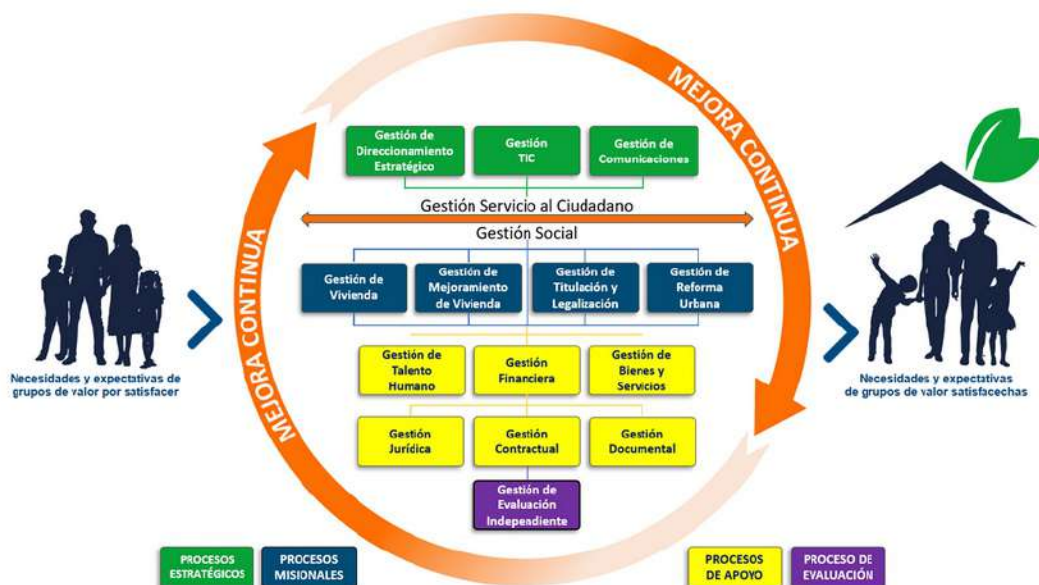 MEJORA CONTINUA
MEJORA CONTINUA
Gestión de
Direccionamiento
Estratégico
Gestión
TIC
Gestión de
Comunicaciones
Gestión Servicio al Ciudadano
Gestión Social
Gestión de
Vivienda
Gestión de
Mejoramiento
de Vivienda
Gestión de
Titulación y
Legalización
Gestión de
Reforma
Urbana
Necesidades y expectativas de
grupos de valor por satisfacer
Gestión de
Talento
Humano
Gestión
Financiera
Gestión de
Bienes y
Servicios
Necesidades y expectativas
de grupos de valor satisfacechas
Gestión
Jurídica
Gestión
Contractual
Gestión
Documental
Gestión de
Evaluación
Independiente
PROCESOS
ESTRATÉGICOS
PROCESOS
MISIONALES
PROCESOS
DE APOYO
PROCESO DE
EVALUACIÓN